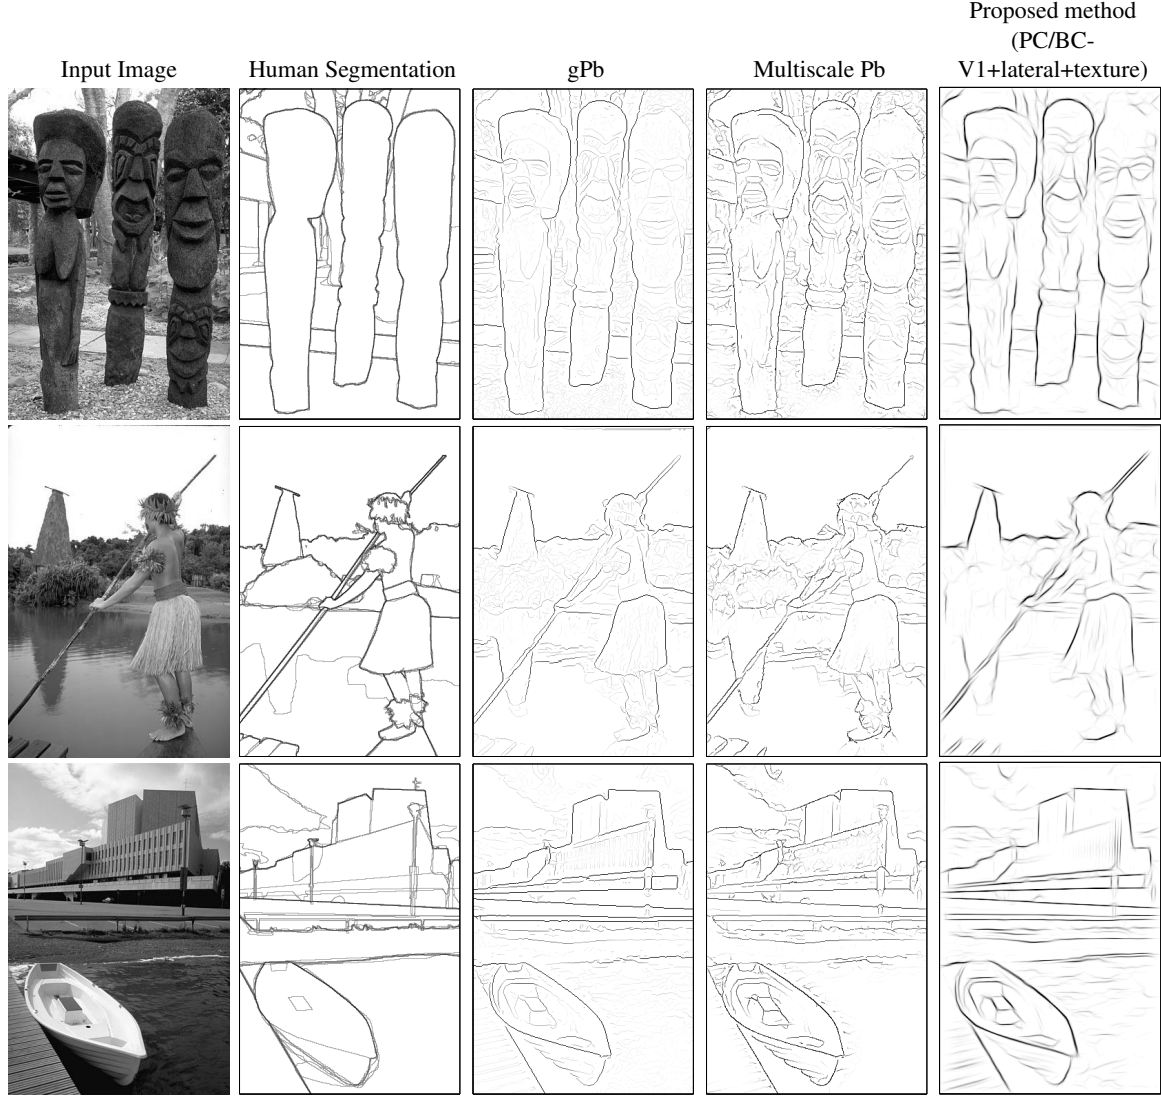 Input Image
Human Segmentation
gPb
Multiscale Pb
Proposed method
(PC/BC-
V1+lateral+texture)